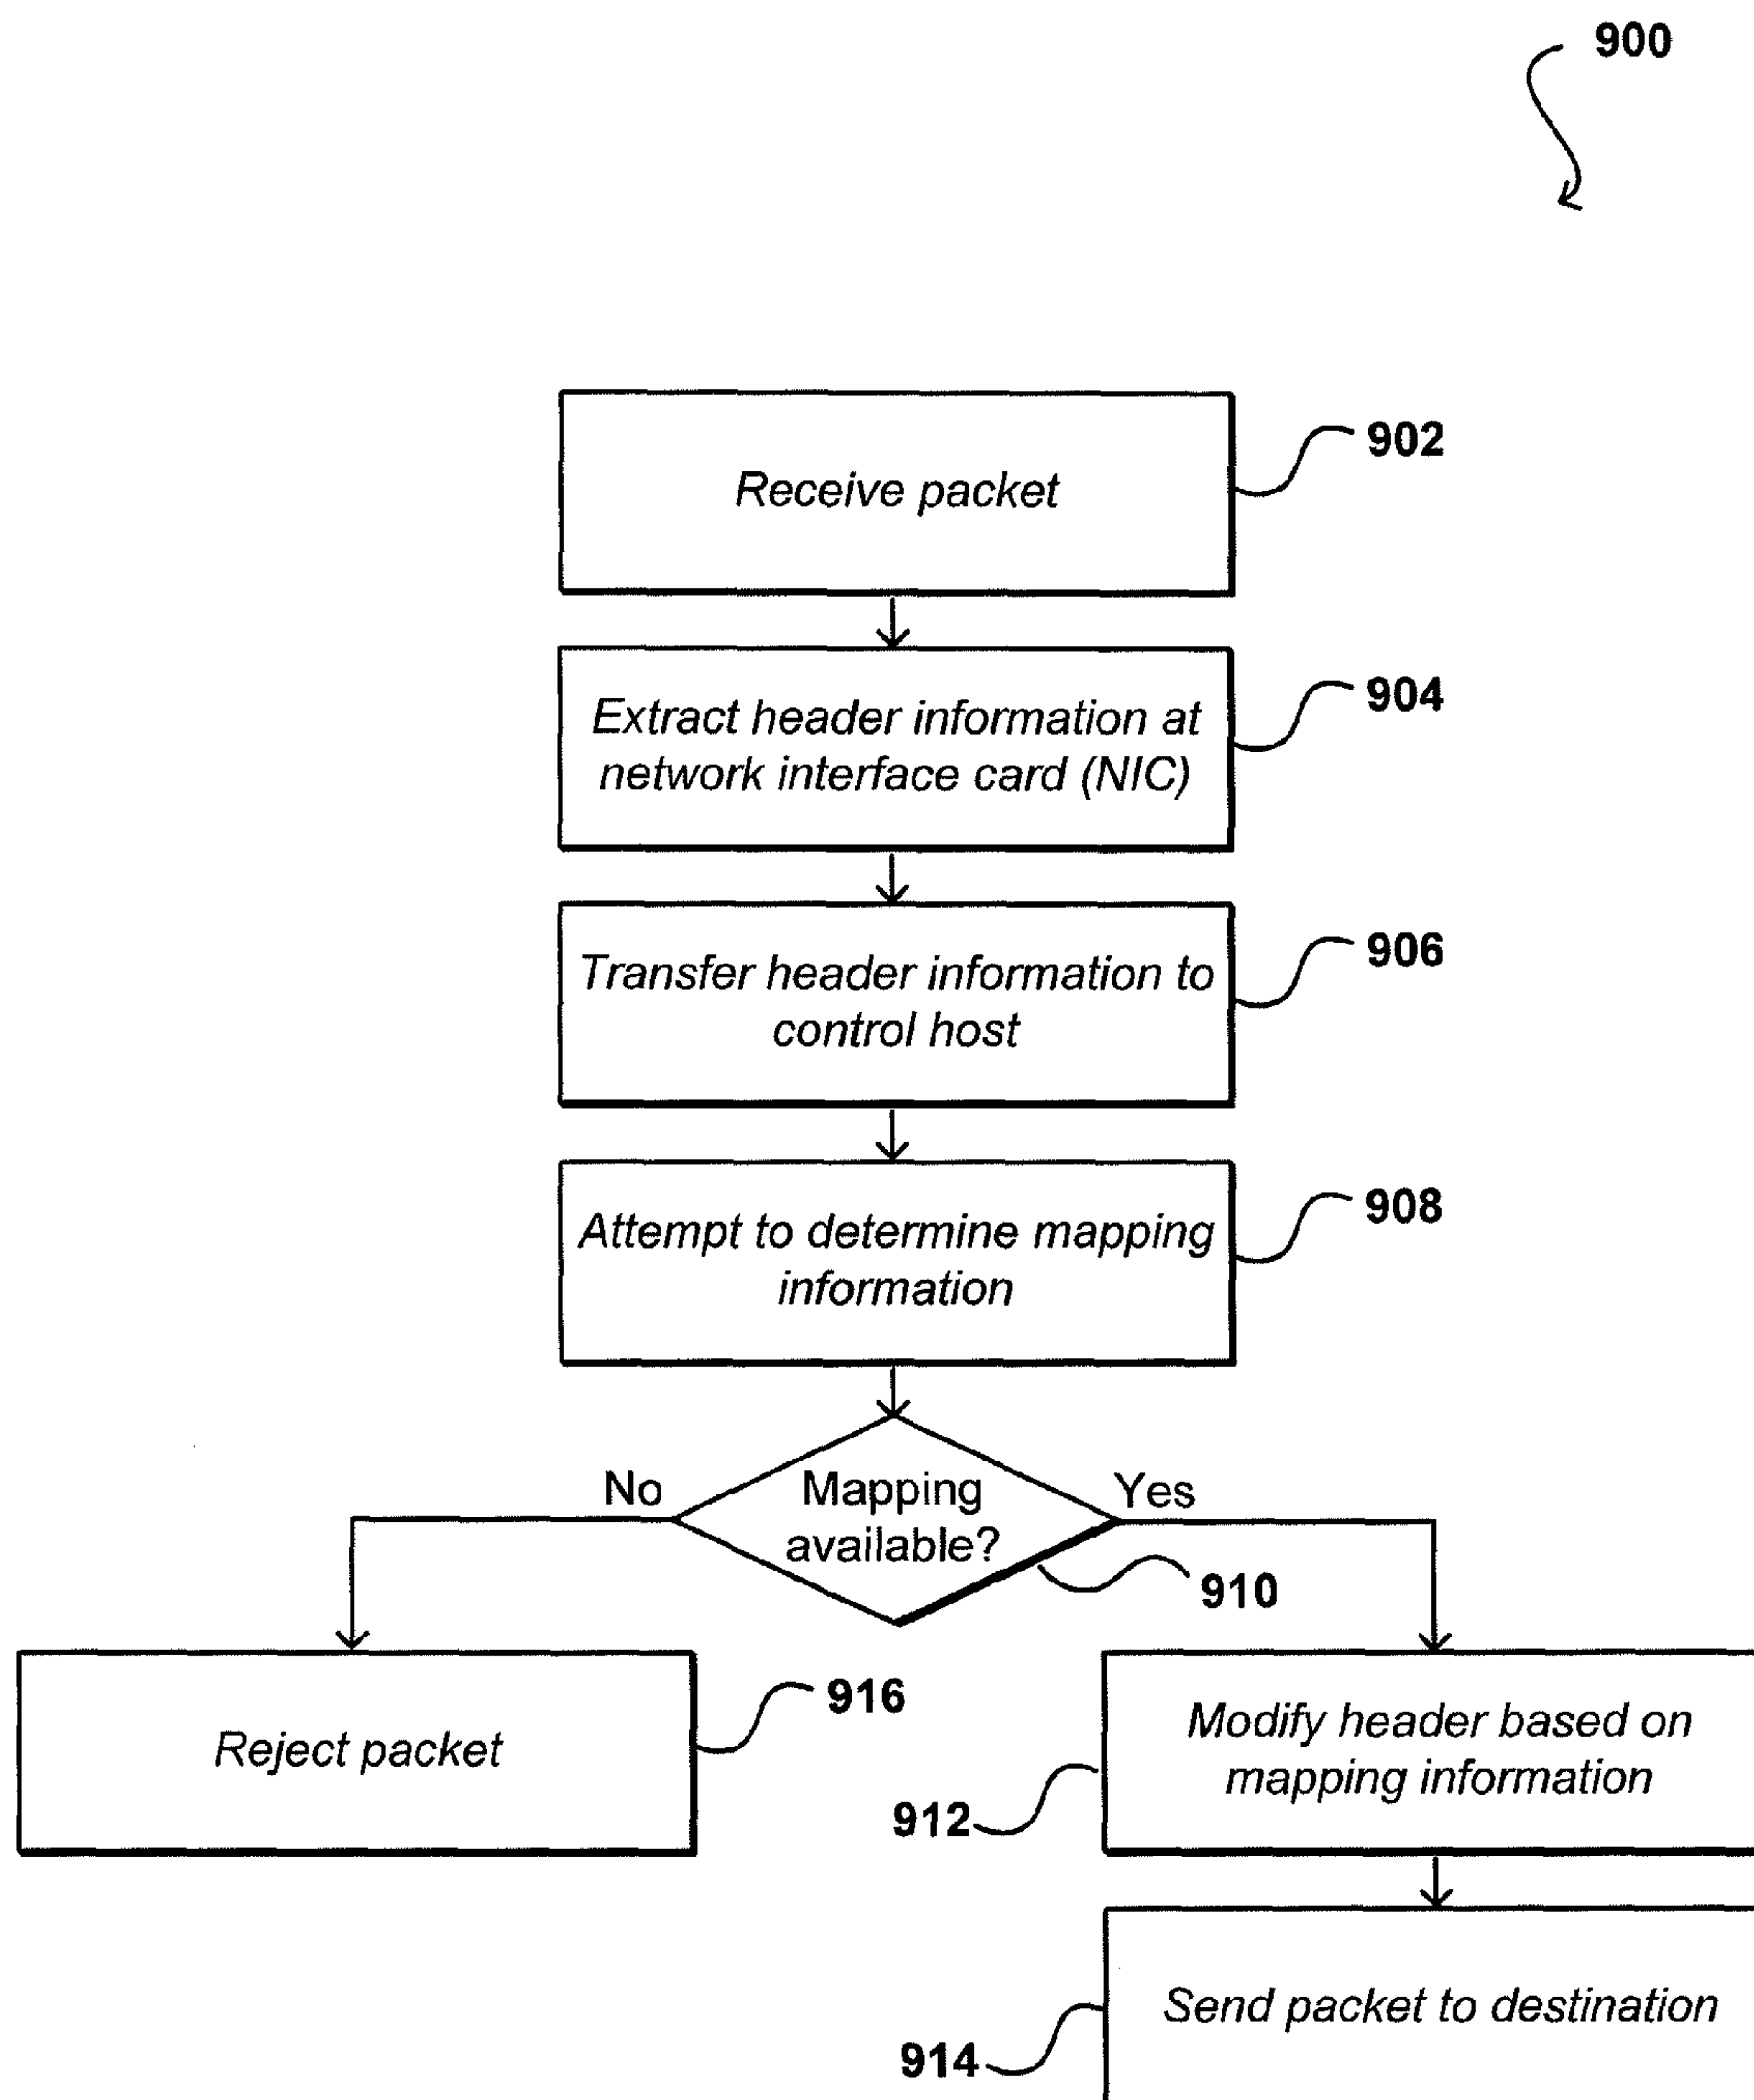 900
Receive packet
902
Extract header information at
network interface card (NIC)
904
Transfer header information to
control host
906
Attempt to determine mapping
information
908
No
Mapping
available?
Yes
910
Reject packet
916
Modify header based on
mapping information
912
Send packet to destination
914